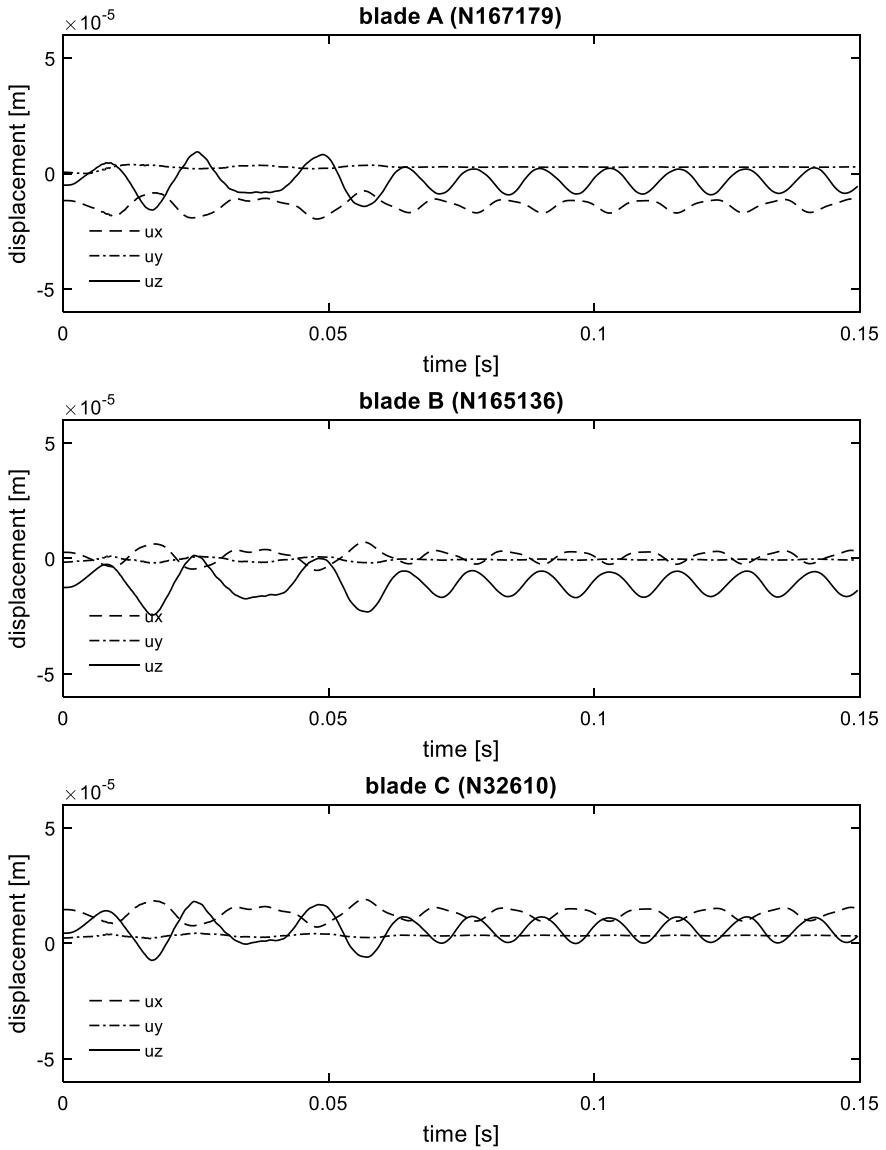 blade A (N167179)
×10-5
5
0
-5
displacement [m]
ux
uy
uz
0
0.05
0.1
0.15
time [s]
blade B (N165136)
×10-5
5
0
-5
displacement [m]
ux
uy
uz
0
0.05
0.1
0.15
time [s]
blade C (N32610)
×10-5
5
0
-5
displacement [m]
ux
uy
uz
0
0.05
0.1
0.15
time [s]